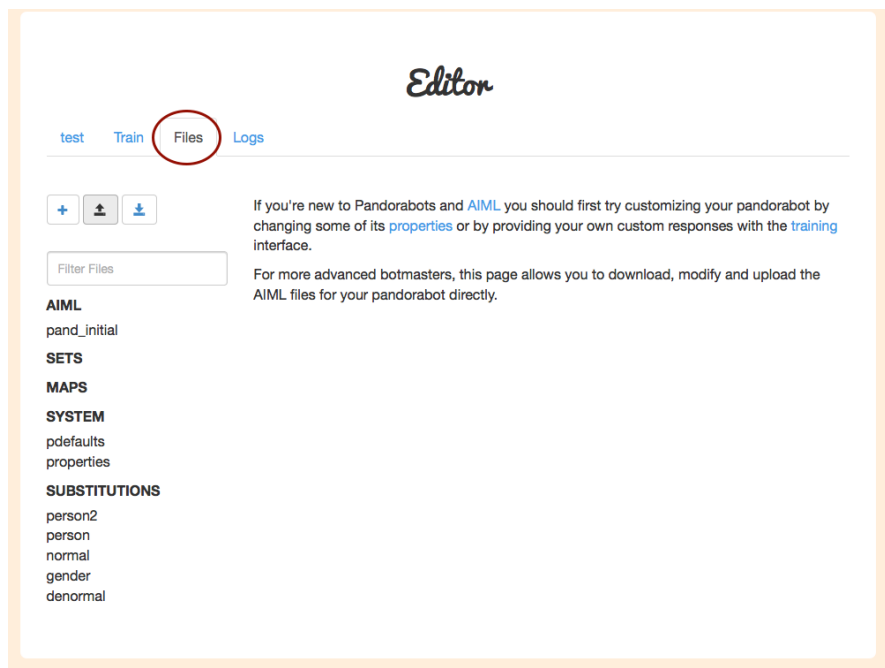 Editor
test Train Files Logs
Filter Files
AIML
pand_initial
SETS
MAPS
SYSTEM
pdefaults
properties
SUBSTITUTIONS
person2
person
normal
gender
denormal
If you're new to Pandorabots and AIML you should first try customizing your pandorabot by
changing some of its properties or by providing your own custom responses with the training
interface.
For more advanced botmasters, this page allows you to download, modify and upload the
AIML files for your pandorabot directly.